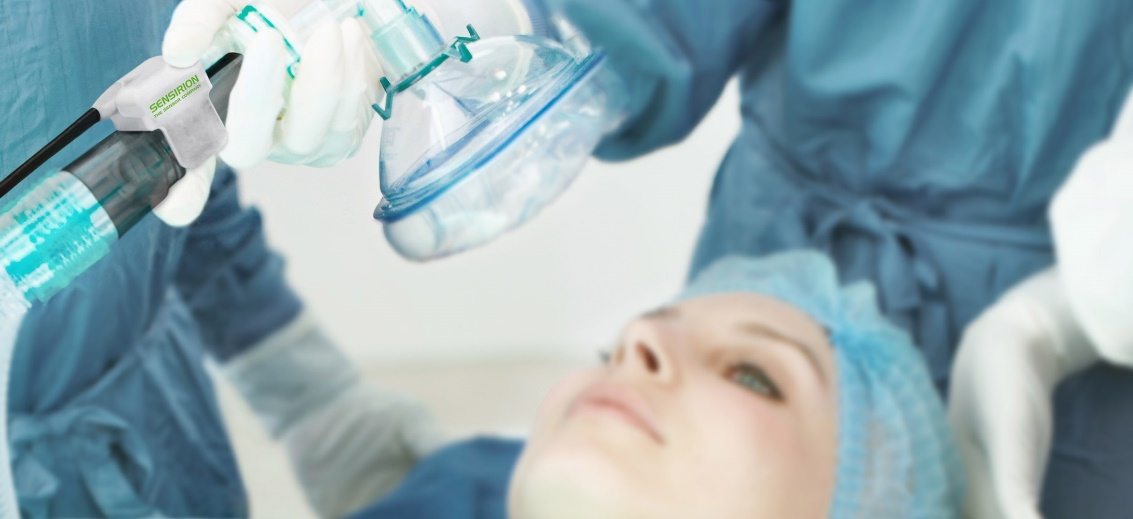 SENSIRION
THE SENSOR COMPANY